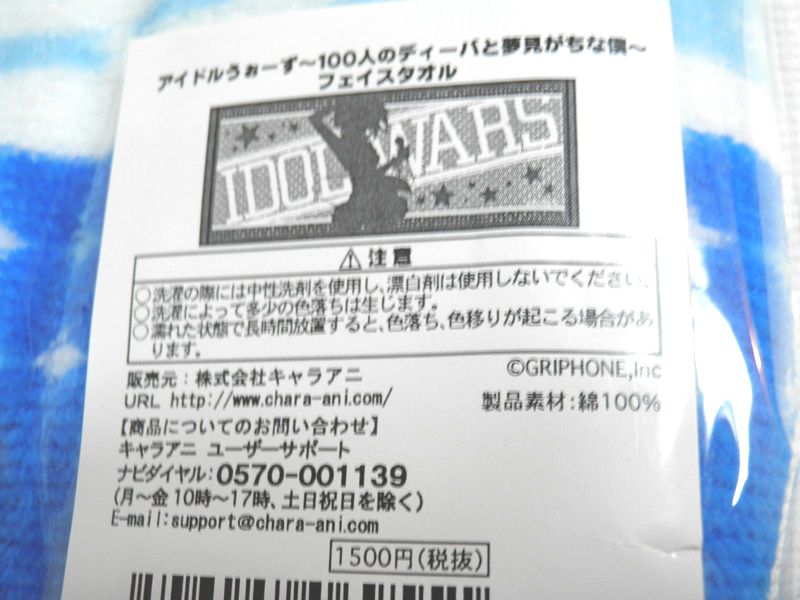 アイドルうぉーず～100人のディーバと夢見がちな僕～
フェイスタオル
IDOL WARS
⚠注意
○洗濯の際には中性洗剤を使用し、漂白剤は使用しないでください。
○洗濯によって多少の色落ちは生じます。
○濡れた状態で長時間放置すると、色落ち、色移りが起こる場合があ
ります。
©GRIPHONE,Inc
販売元：株式会社キャラアニ
URL http://www.chara-ani.com/
製品素材：綿100%
【商品についてのお問い合わせ】
キャラアニ ユーザーサポート
ナビダイヤル：0570-001139
(月～金 10時～17時、土日祝日を除く)
E-mail:support@chara-ani.com
1500円(税抜)